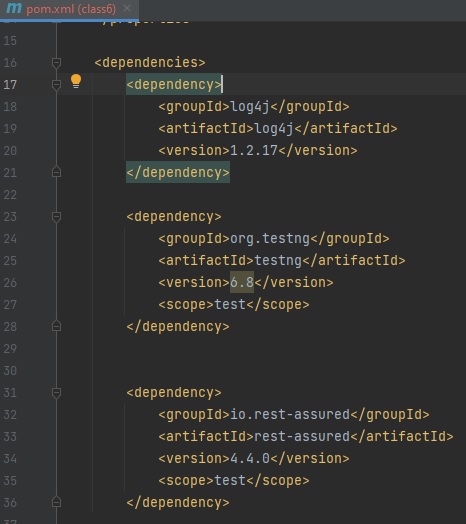 pom.xml (class6)
15
16 <dependencies>
17 <dependency>
18 <groupId>log4j</groupId>
19 <artifactId>log4j</artifactId>
20 <version>1.2.17</version>
21 </dependency>
22
23 <dependency>
24 <groupId>org.testng</groupId>
25 <artifactId>testng</artifactId>
26 <version>6.8</version>
27 <scope>test</scope>
28 </dependency>
29
30
31 <dependency>
32 <groupId>io.rest-assured</groupId>
33 <artifactId>rest-assured</artifactId>
34 <version>4.4.0</version>
35 <scope>test</scope>
36 </dependency>